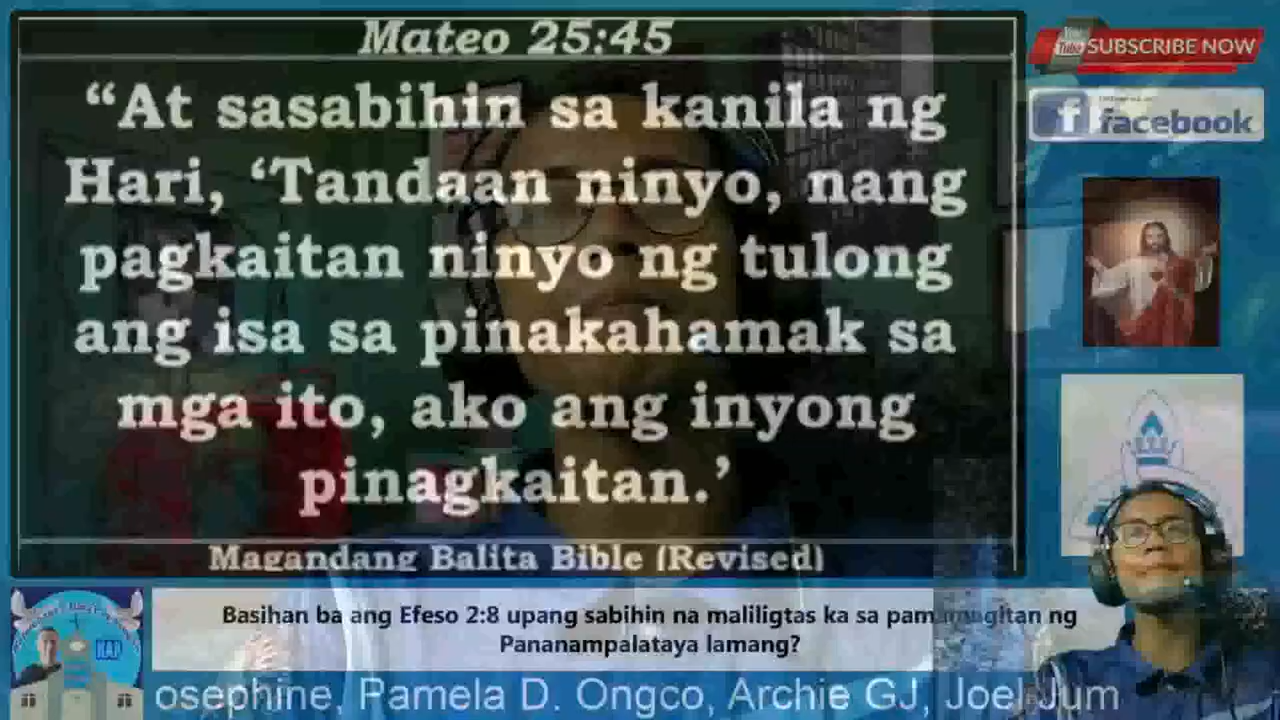 Mateo 25:45
“At sasabihin sa kanila ng
Hari, ‘Tandaan ninyo, nang
pagkaitan ninyo ng tulong
ang isa sa pinakahamak sa
mga ito, ako ang inyong
pinagkaitan.’
Magandang Balita Bible (Revised)
You
Tube SUBSCRIBE NOW
facebook
Basihan ba ang Efeso 2:8 upang sabihin na maliligtas ka sa pamamagitan ng
Pananampalataya lamang?
KAP
osephine, Pamela D. Ongco, Archie GJ, Joel Jum